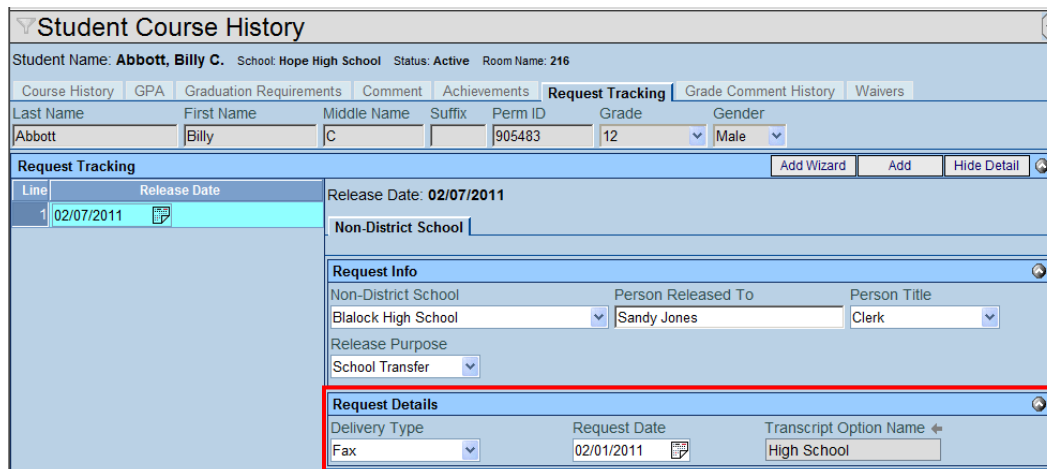 Student Course History
Student Name: Abbott, Billy C. School: Hope High School Status: Active Room Name: 216
Course History GPA Graduation Requirements Comment Achievements Request Tracking Grade Comment History Waivers
Last Name First Name Middle Name Suffix Perm ID Grade Gender
Abbott Billy C 905483 12 Male
Request Tracking Add Wizard Add Hide Detail
Line Release Date
1 02/07/2011
Release Date: 02/07/2011
Non-District School
Request Info
Non-District School Person Released To Person Title
Blalock High School Sandy Jones Clerk
Release Purpose
School Transfer
Request Details
Delivery Type Request Date Transcript Option Name
Fax 02/01/2011 High School